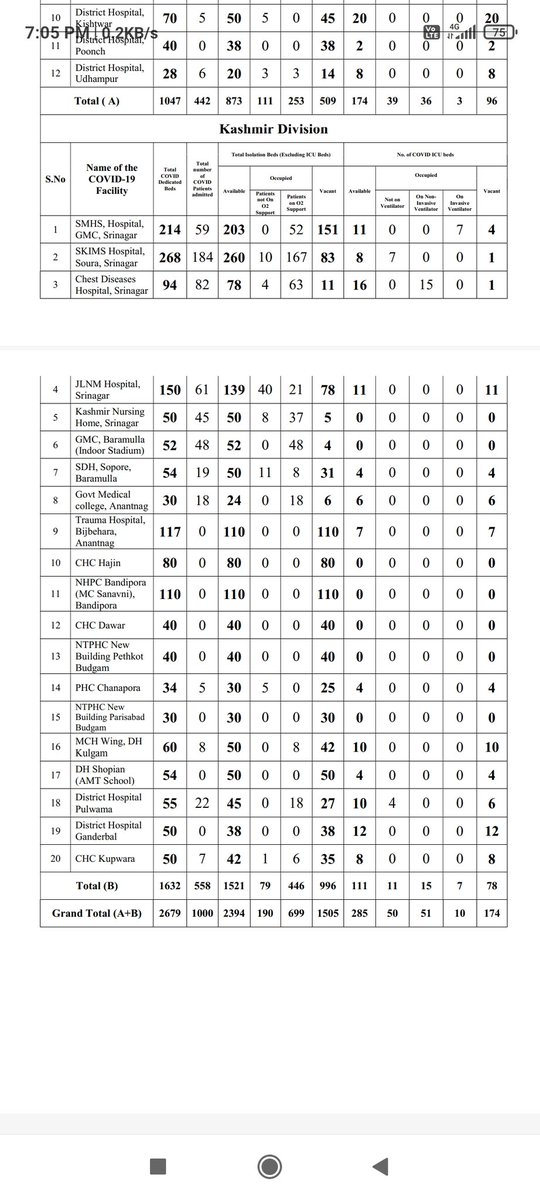 10 District Hospital, Kishtwar 70 5 50 5 0 45 20 0 0 0 20
7:05 PM | 0.2KB/s VoLTE 4G 75
11 District Hospital, Poonch 40 0 38 0 0 38 2 0 0 0 2
12 District Hospital, Udhampur 28 6 20 3 3 14 8 0 0 0 8
Total ( A) 1047 442 873 111 253 509 174 39 36 3 96
Kashmir Division
S.No
Name of the COVID-19 Facility
Total COVID Dedicated Beds
Total number of COVID Patients admitted
Total Isolation Beds (Excluding ICU Beds)
No. of COVID ICU beds
Available
Occupied
Vacant
Available
Occupied
Vacant
Patients not On O2 Support
Patients on O2 Support
Not on Ventilator
On Non-Invasive Ventilator
On Invasive Ventilator
1 SMHS, Hospital, GMC, Srinagar 214 59 203 0 52 151 11 0 0 7 4
2 SKIMS Hospital, Soura, Srinagar 268 184 260 10 167 83 8 7 0 0 1
3 Chest Diseases Hospital, Srinagar 94 82 78 4 63 11 16 0 15 0 1
4 JLNM Hospital, Srinagar 150 61 139 40 21 78 11 0 0 0 11
5 Kashmir Nursing Home, Srinagar 50 45 50 8 37 5 0 0 0 0 0
6 GMC, Baramulla (Indoor Stadium) 52 48 52 0 48 4 0 0 0 0 0
7 SDH, Sopore, Baramulla 54 19 50 11 8 31 4 0 0 0 4
8 Govt Medical college, Anantnag 30 18 24 0 18 6 6 0 0 0 6
9 Trauma Hospital, Bijbehara, Anantnag 117 0 110 0 0 110 7 0 0 0 7
10 CHC Hajin 80 0 80 0 0 80 0 0 0 0 0
11 NHPC Bandipora (MC Sanavni), Bandipora 110 0 110 0 0 110 0 0 0 0 0
12 CHC Dawar 40 0 40 0 0 40 0 0 0 0 0
13 NTPHC New Building Pethkot Budgam 40 0 40 0 0 40 0 0 0 0 0
14 PHC Chanapora 34 5 30 5 0 25 4 0 0 0 4
15 NTPHC New Building Parisabad Budgam 30 0 30 0 0 30 0 0 0 0 0
16 MCH Wing, DH Kulgam 60 8 50 0 8 42 10 0 0 0 10
17 DH Shopian (AMT School) 54 0 50 0 0 50 4 0 0 0 4
18 District Hospital Pulwama 55 22 45 0 18 27 10 4 0 0 6
19 District Hospital Ganderbal 50 0 38 0 0 38 12 0 0 0 12
20 CHC Kupwara 50 7 42 1 6 35 8 0 0 0 8
Total (B) 1632 558 1521 79 446 996 111 11 15 7 78
Grand Total (A+B) 2679 1000 2394 190 699 1505 285 50 51 10 174